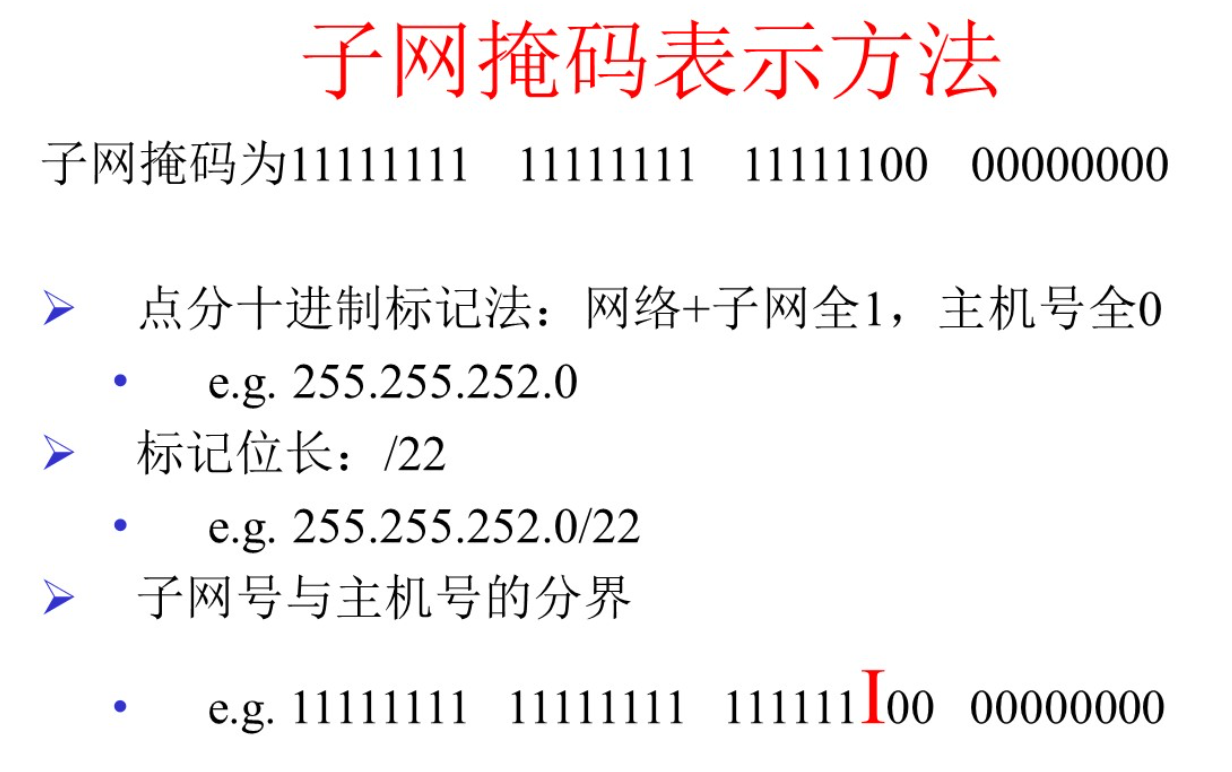 子网掩码表示方法
子网掩码为11111111 11111111 11111100 00000000
➢ 点分十进制标记法：网络+子网全1，主机号全0
• e.g. 255.255.252.0
➢ 标记位长：/22
• e.g. 255.255.252.0/22
➢ 子网号与主机号的分界
• e.g. 11111111 11111111 111111I00 00000000